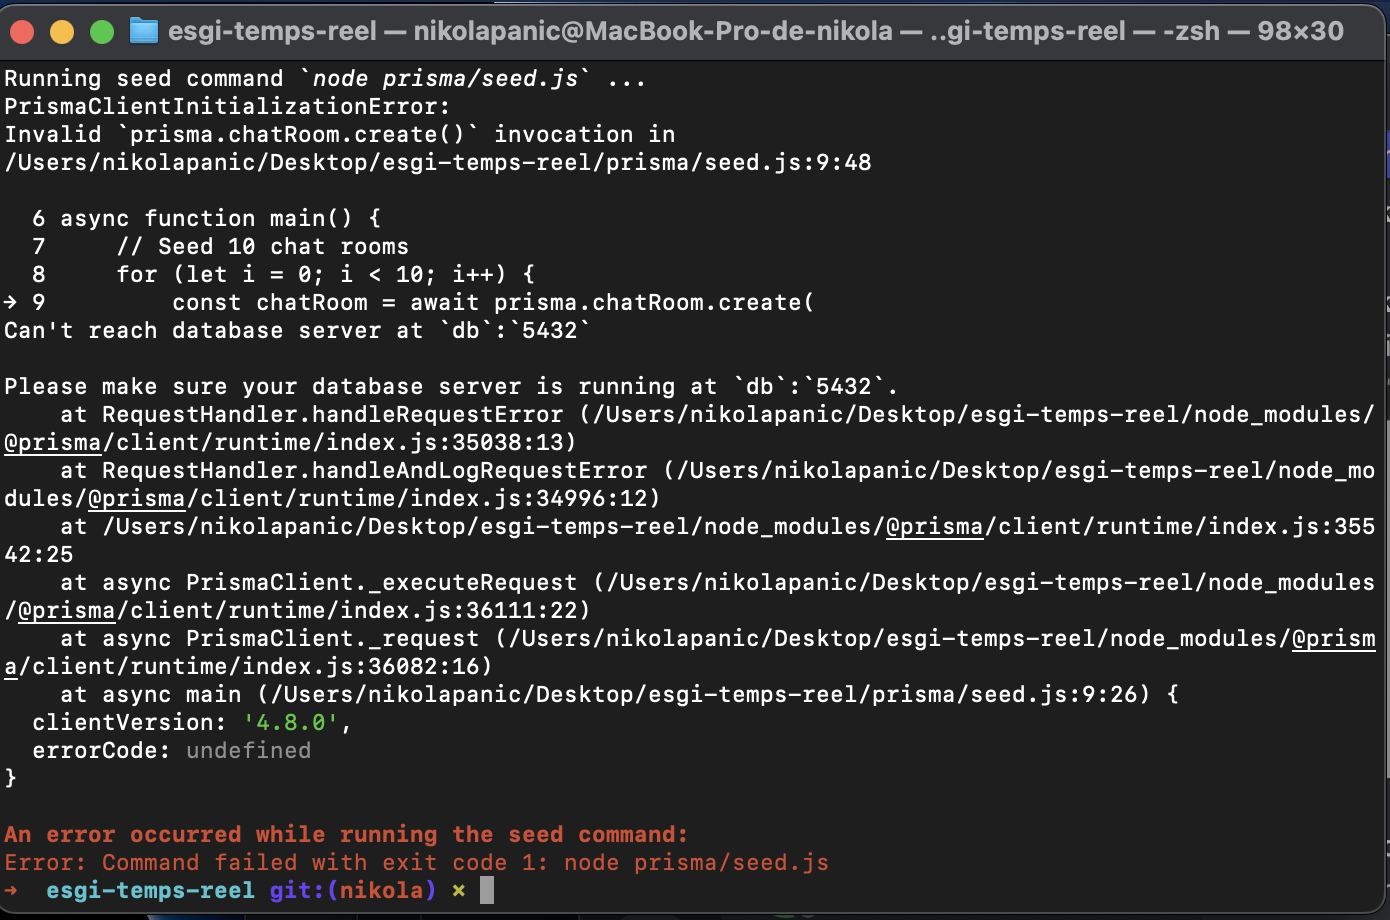 esgi-temps-reel — nikolapanic@MacBook-Pro-de-nikola — ..gi-temps-reel — -zsh — 98×30
Running seed command `node prisma/seed.js` ...
PrismaClientInitializationError:
Invalid `prisma.chatRoom.create()` invocation in
/Users/nikolapanic/Desktop/esgi-temps-reel/prisma/seed.js:9:48
6 async function main() {
7     // Seed 10 chat rooms
8     for (let i = 0; i < 10; i++) {
→ 9         const chatRoom = await prisma.chatRoom.create(
Can't reach database server at `db`:`5432`
Please make sure your database server is running at `db`:`5432`.
at RequestHandler.handleRequestError (/Users/nikolapanic/Desktop/esgi-temps-reel/node_modules/
@prisma/client/runtime/index.js:35038:13)
at RequestHandler.handleAndLogRequestError (/Users/nikolapanic/Desktop/esgi-temps-reel/node_mo
dules/@prisma/client/runtime/index.js:34996:12)
at /Users/nikolapanic/Desktop/esgi-temps-reel/node_modules/@prisma/client/runtime/index.js:355
42:25
at async PrismaClient._executeRequest (/Users/nikolapanic/Desktop/esgi-temps-reel/node_modules
/@prisma/client/runtime/index.js:36111:22)
at async PrismaClient._request (/Users/nikolapanic/Desktop/esgi-temps-reel/node_modules/@prism
a/client/runtime/index.js:36082:16)
at async main (/Users/nikolapanic/Desktop/esgi-temps-reel/prisma/seed.js:9:26) {
clientVersion: '4.8.0',
errorCode: undefined
}
An error occurred while running the seed command:
Error: Command failed with exit code 1: node prisma/seed.js
→ esgi-temps-reel git:(nikola) ×